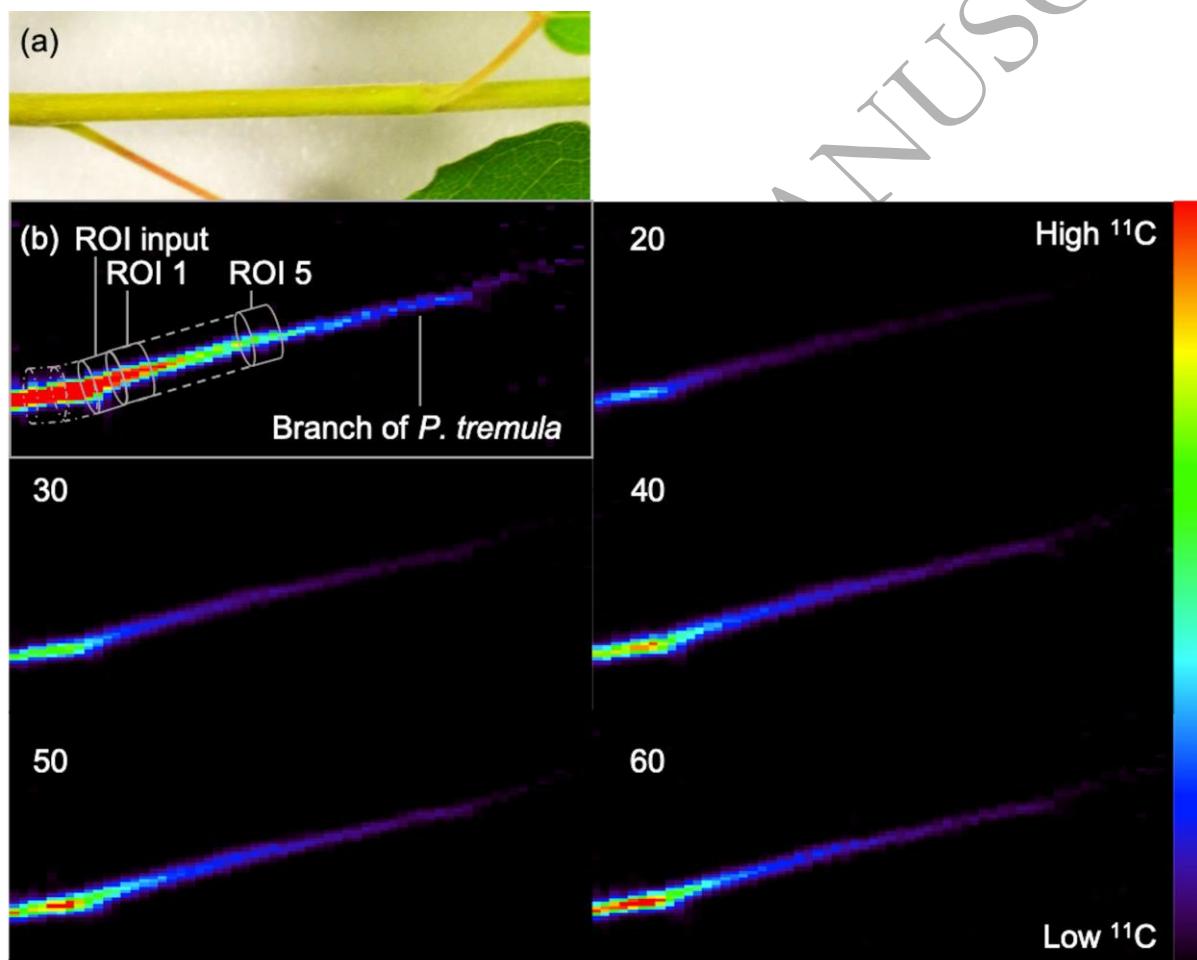 (a)
(b) ROI input
ROI 1
ROI 5
Branch of P. tremula
20
High ¹¹C
30
40
50
60
Low ¹¹C